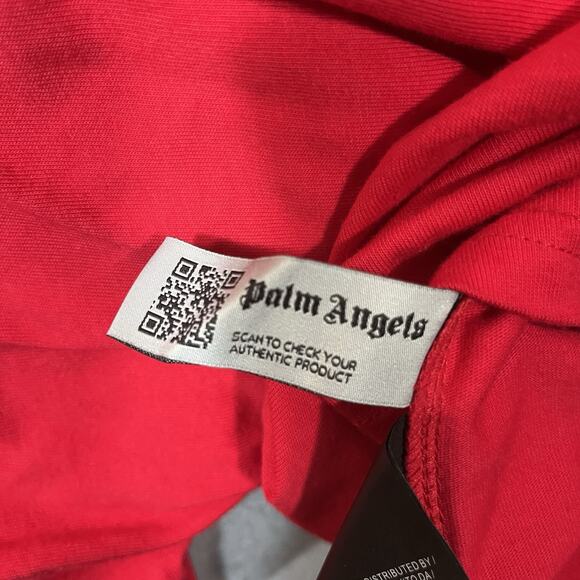 Palm Angels
SCAN TO CHECK YOUR
AUTHENTIC PRODUCT
DISTRIBUTED BY /